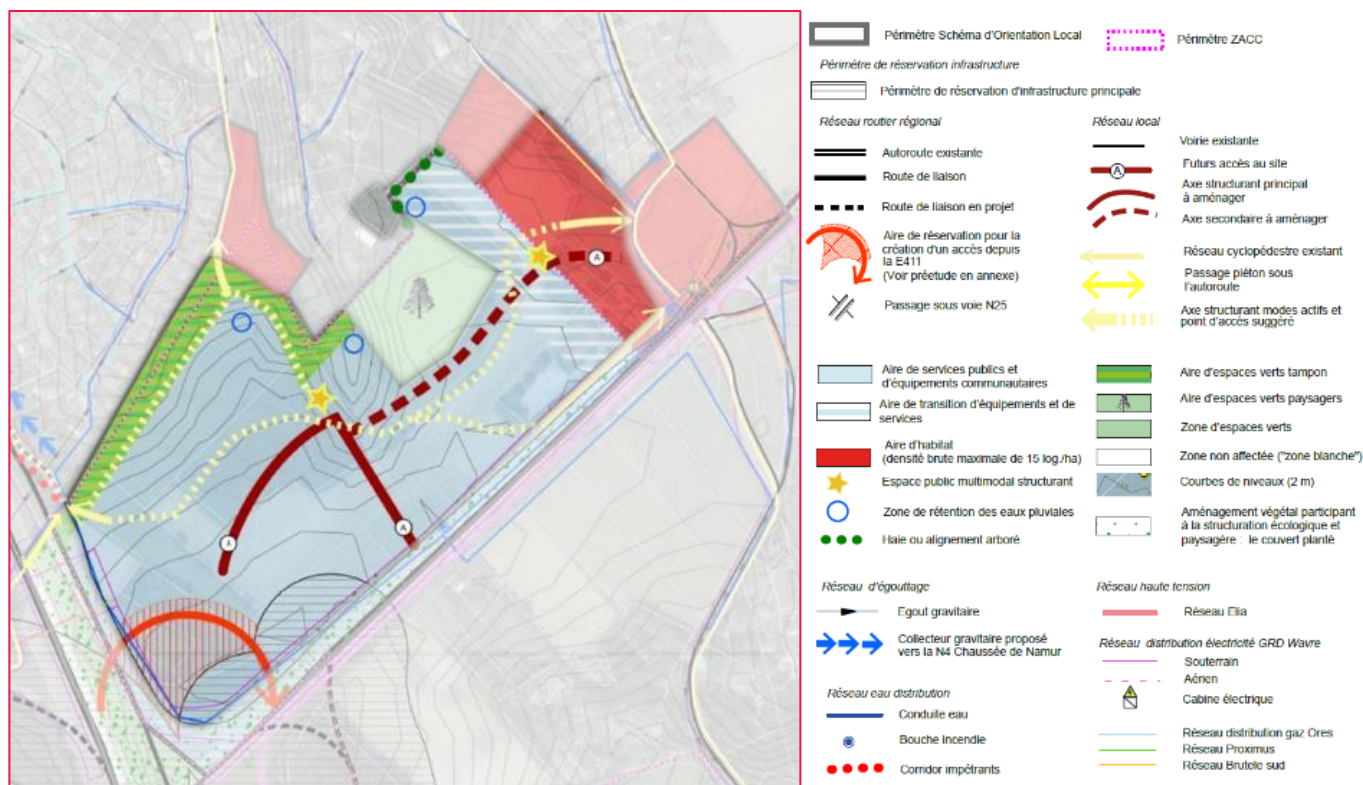 Périmètre Schéma d'Orientation Local
Périmètre ZACC
Périmètre de réservation infrastructure
Périmètre de réservation d'infrastructure principale
Réseau routier régional
Autoroute existante
Route de liaison
Route de liaison en projet
Aire de réservation pour la
création d'un accès depuis
la E411
(Voir préetude en annexe)
Passage sous voie N25
Réseau local
Voirie existante
A
Futurs accès au site
Axe structurant principal
à aménager
Axe secondaire à aménager
Réseau cyclopédestre existant
Passage piéton sous
l'autoroute
Axe structurant modes actifs et
point d'accès suggéré
Aire de services publics et
d'équipements communautaires
Aire de transition d'équipements et de
services
Aire d'habitat
(densité brute maximale de 15 log./ha)
Espace public multimodal structurant
Zone de rétention des eaux pluviales
Haie ou alignement arboré
Aire d'espaces verts tampon
Aire d'espaces verts paysagers
Zone d'espaces verts
Zone non affectée ("zone blanche")
Courbes de niveaux (2 m)
Aménagement végétal participant
à la structuration écologique et
paysagère : le couvert planté
Réseau d'égouttage
Egout gravitaire
Collecteur gravitaire proposé
vers la N4 Chaussée de Namur
Réseau eau distribution
Conduite eau
Bouche incendie
Corridor impétrants
Réseau haute tension
Réseau Elia
Réseau distribution électricité GRD Wavre
Souterrain
Aérien
Cabine électrique
Réseau distribution gaz Ores
Réseau Proximus
Réseau Brutele sud
A
A
A